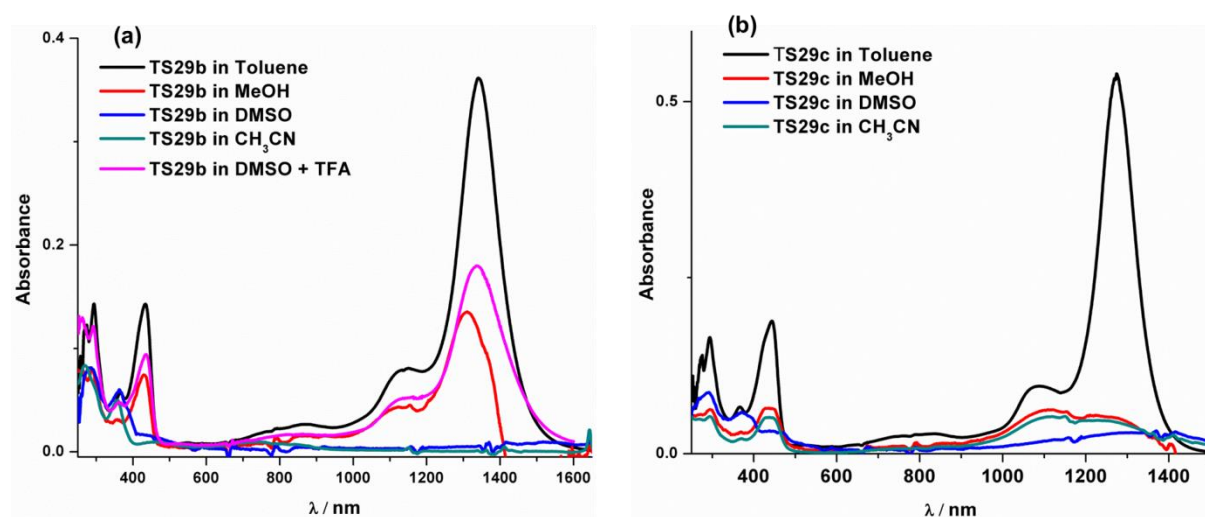 (a)
0.4
TS29b in Toluene
TS29b in MeOH
TS29b in DMSO
TS29b in CH₃CN
TS29b in DMSO + TFA
Absorbance
0.2
0.0
400 600 800 1000 1200 1400 1600
λ / nm
(b)
TS29c in Toluene
TS29c in MeOH
TS29c in DMSO
TS29c in CH₃CN
0.5
Absorbance
0.0
400 600 800 1000 1200 1400
λ / nm